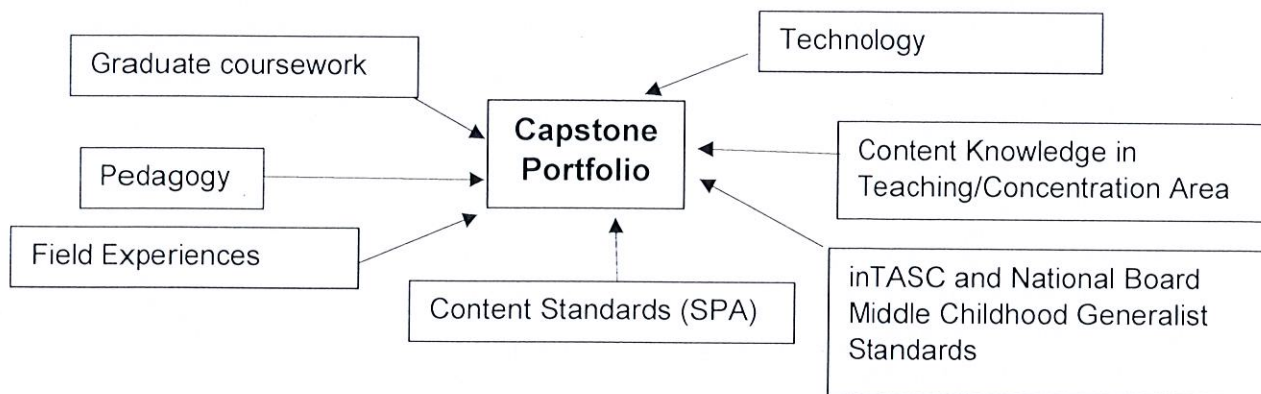 Technology
Graduate coursework
Capstone
Portfolio
Content Knowledge in
Teaching/Concentration Area
Pedagogy
Field Experiences
Content Standards (SPA)
inTASC and National Board
Middle Childhood Generalist
Standards